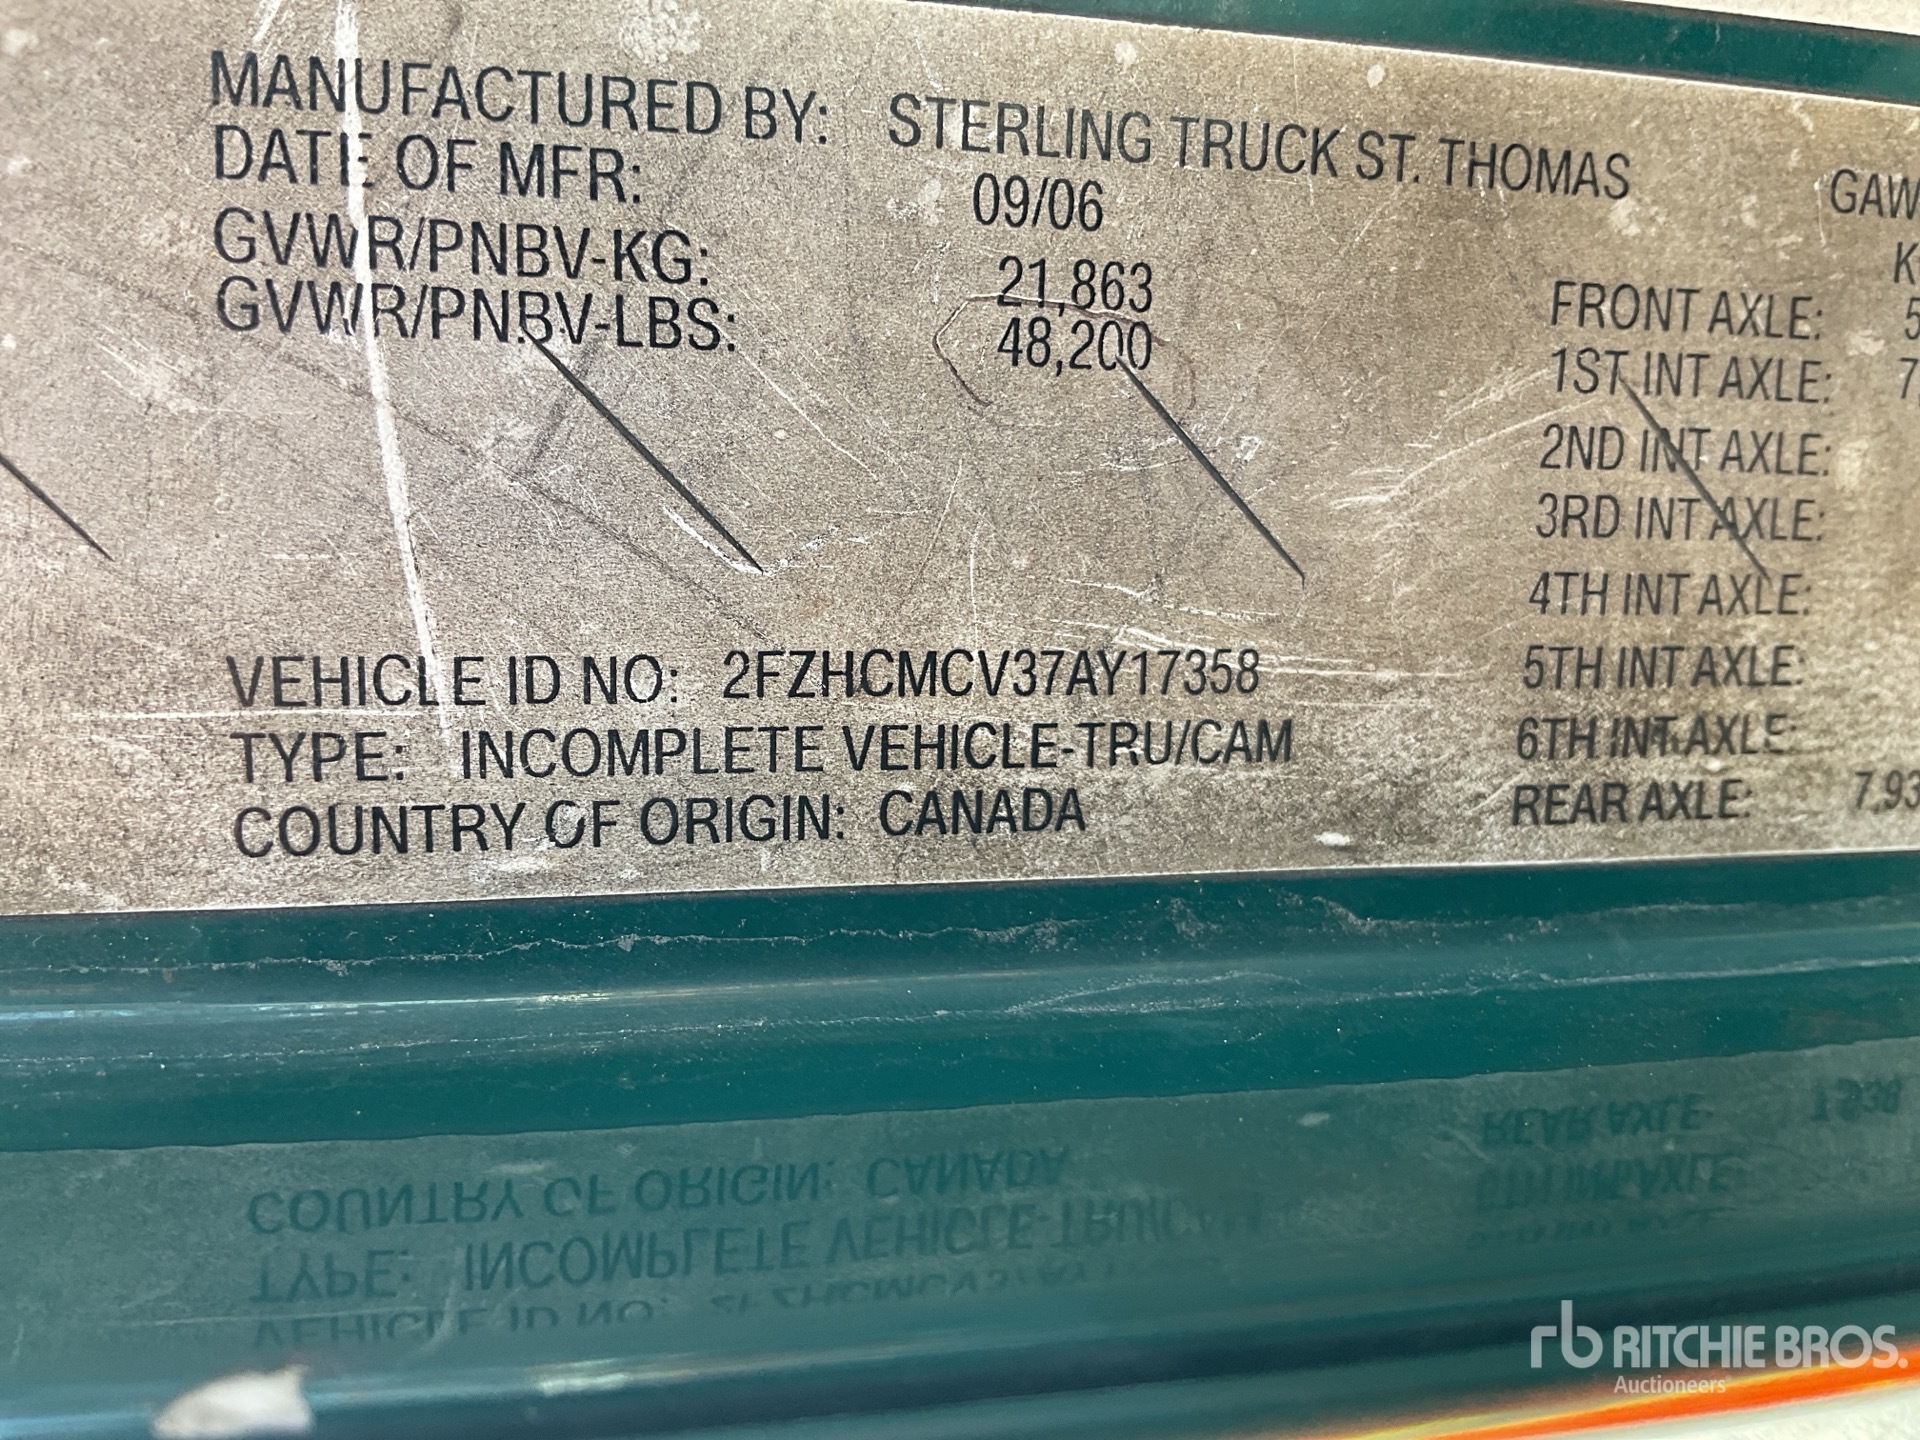 MANUFACTURED BY: STERLING TRUCK ST. THOMAS
DATE OF MFR: 09/06
GVWR/PNBV-KG: 21,863
GVWR/PNBV-LBS: 48,200
VEHICLE ID NO: 2FZHCMCV37AY17358
TYPE: INCOMPLETE VEHICLE-TRU/CAM
COUNTRY OF ORIGIN: CANADA
FRONT AXLE:
1ST INT AXLE:
2ND INT AXLE:
3RD INT AXLE:
4TH INT AXLE:
5TH INT AXLE:
6TH INT AXLE:
REAR AXLE: 7,93
rb RITCHIE BROS.
Auctioneers